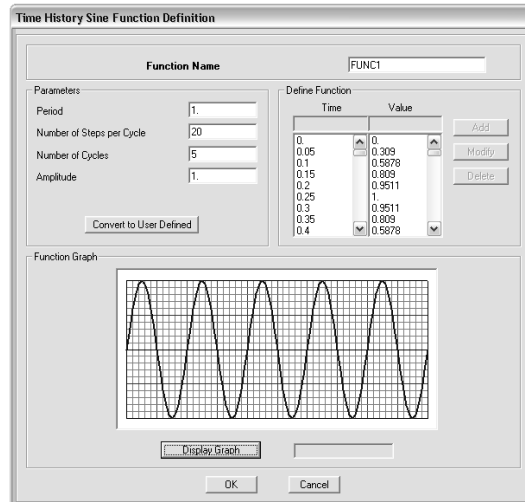 Time History Sine Function Definition
Function Name FUNC1
Parameters
Period 1.
Number of Steps per Cycle 20
Number of Cycles 5
Amplitude 1.
Convert to User Defined
Define Function
Time Value
0. 0.
0.05 0.309
0.1 0.5878
0.15 0.809
0.2 0.9511
0.25 1.
0.3 0.9511
0.35 0.809
0.4 0.5878
Add
Modify
Delete
Function Graph
Display Graph
OK Cancel